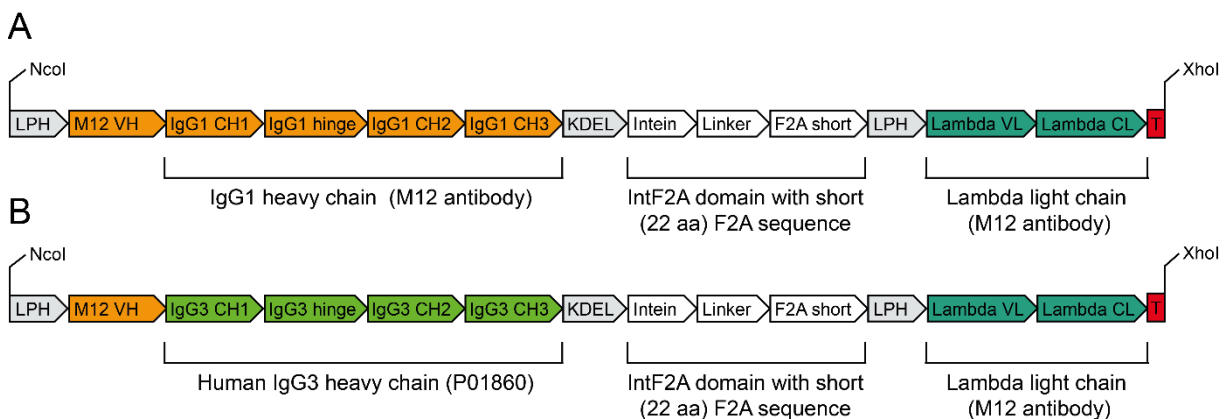 A
NcoI
XhoI
LPH M12 VH IgG1 CH1 IgG1 hinge IgG1 CH2 IgG1 CH3 KDEL Intein Linker F2A short LPH Lambda VL Lambda CL T
IgG1 heavy chain (M12 antibody)
IntF2A domain with short
(22 aa) F2A sequence
Lambda light chain
(M12 antibody)
B
NcoI
XhoI
LPH M12 VH IgG3 CH1 IgG3 hinge IgG3 CH2 IgG3 CH3 KDEL Intein Linker F2A short LPH Lambda VL Lambda CL T
Human IgG3 heavy chain (P01860)
IntF2A domain with short
(22 aa) F2A sequence
Lambda light chain
(M12 antibody)